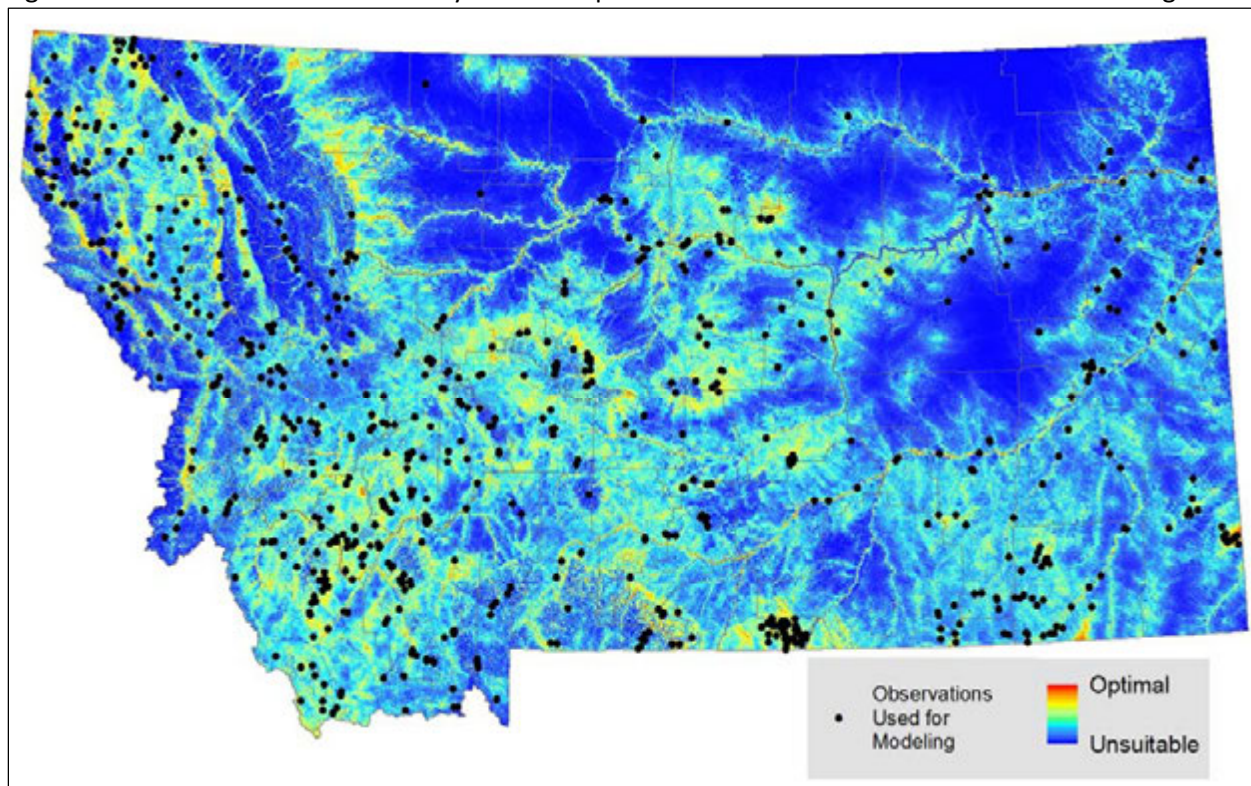 Observations
Used for
Modeling
Optimal
Unsuitable